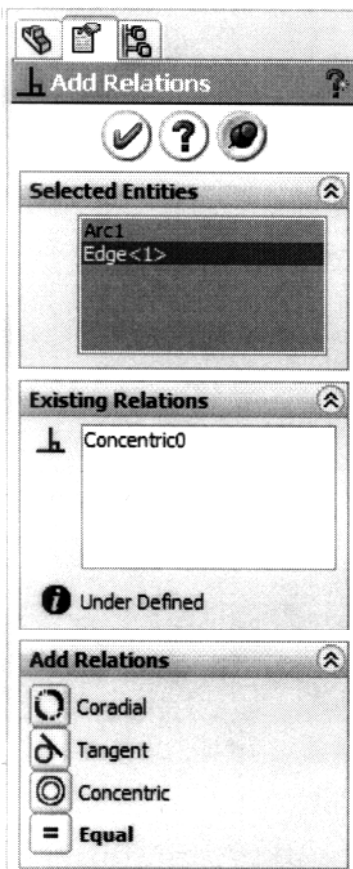 Add Relations ?
?
Selected Entities
Arc1
Edge<1>
Existing Relations
Concentric0
i Under Defined
Add Relations
Coradial
Tangent
Concentric
= Equal